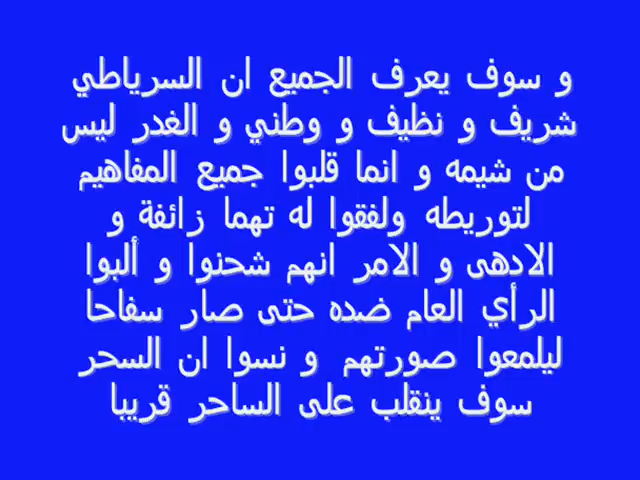 و سوف يعرف الجميع ان السرياطي
شريف و نظيف و وطني و الغدر ليس
من شيمه و انما قلبوا جميع المفاهيم
لتوريطه ولفقوا له تهما زائفة و
الادهى و الامر انهم شحنوا و ألبوا
الرأي العام ضده حتى صار سفاحا
ليلمعوا صورتهم و نسوا ان السحر
سوف ينقلب على الساحر قريبا